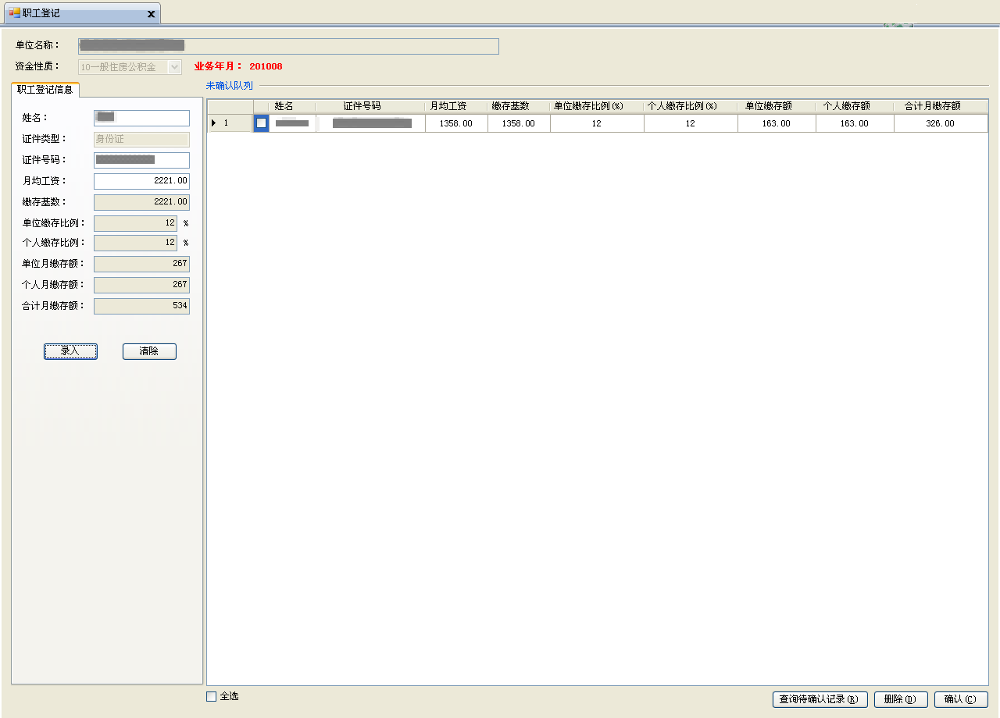 职工登记 x
单位名称：
资金性质： 10一般住房公积金 业务年月： 201008
职工登记信息
姓名：
证件类型： 身份证
证件号码：
月均工资： 2221.00
缴存基数： 2221.00
单位缴存比例： 12 %
个人缴存比例： 12 %
单位月缴存额： 267
个人月缴存额： 267
合计月缴存额： 534
录入 清除
未确认队列
姓名 证件号码 月均工资 缴存基数 单位缴存比例(%) 个人缴存比例(%) 单位缴存额 个人缴存额 合计月缴存额
1 1358.00 1358.00 12 12 163.00 163.00 326.00
全选 查询待确认记录(R) 删除(D) 确认(C)